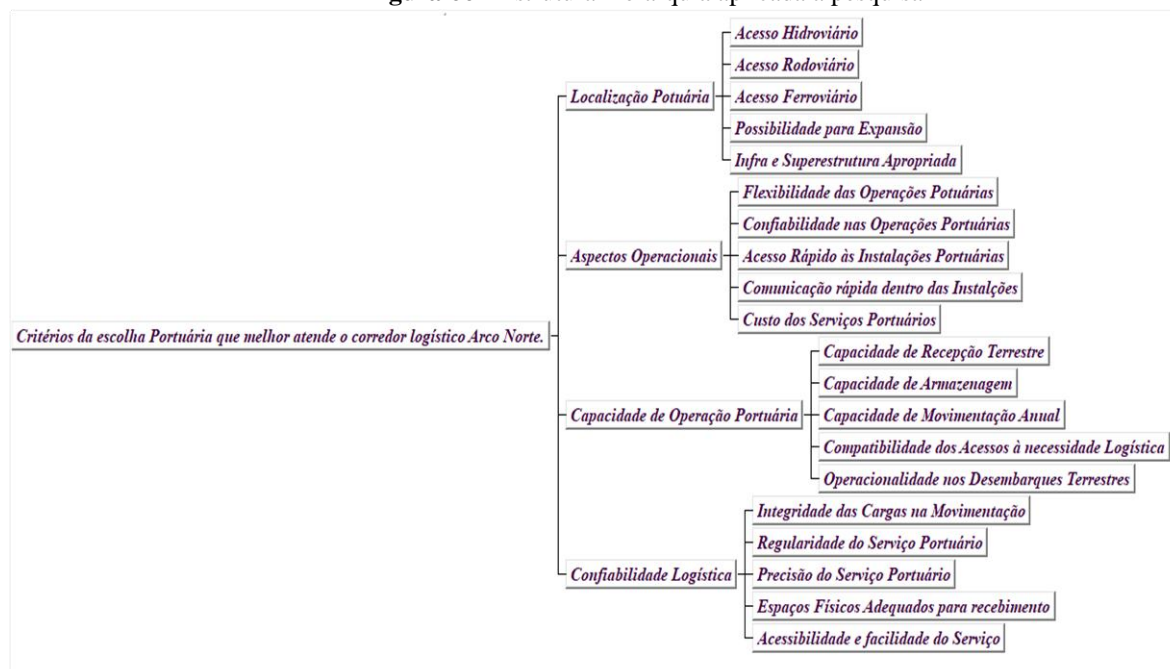 Localização Potuária
Acesso Hidroviário
Acesso Rodoviário
Acesso Ferroviário
Possibilidade para Expansão
Infra e Superestrutura Apropriada
Aspectos Operacionais
Flexibilidade das Operações Potuárias
Confiabilidade nas Operações Portuárias
Acesso Rápido às Instalações Portuárias
Comunicação rápida dentro das Instalções
Custo dos Serviços Portuários
Critérios da escolha Portuária que melhor atende o corredor logístico Arco Norte.
Capacidade de Operação Portuária
Capacidade de Recepção Terrestre
Capacidade de Armazenagem
Capacidade de Movimentação Anual
Compatibilidade dos Acessos à necessidade Logística
Operacionalidade nos Desembarques Terrestres
Confiabilidade Logística
Integridade das Cargas na Movimentação
Regularidade do Serviço Portuário
Precisão do Serviço Portuário
Espaços Físicos Adequados para recebimento
Acessibilidade e facilidade do Serviço